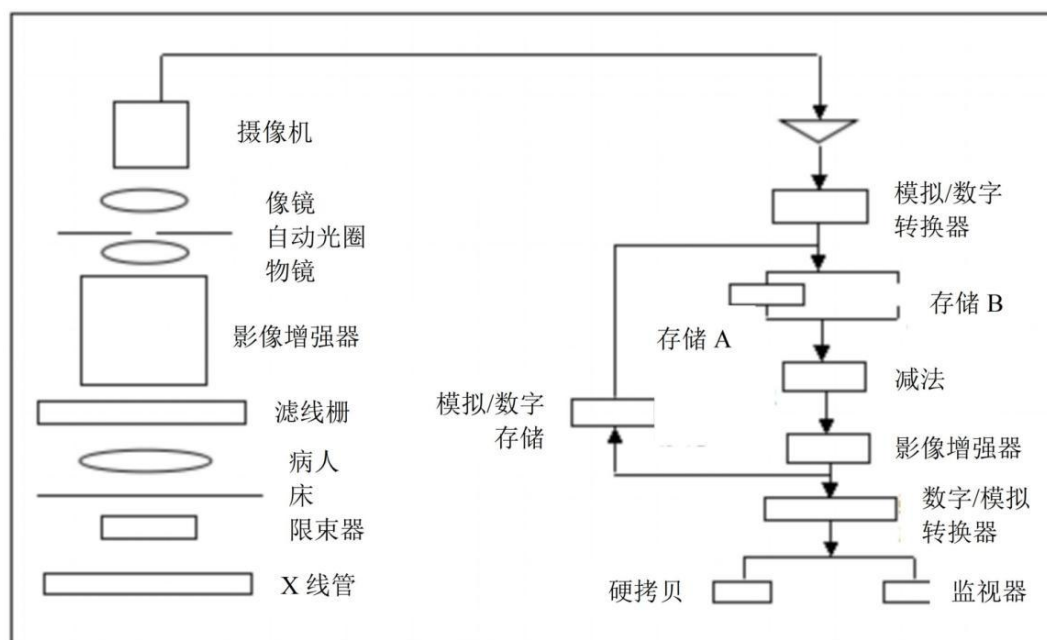 摄像机
像镜
自动光圈
物镜
影像增强器
滤线栅
病人
床
限束器
X 线管
模拟/数字
转换器
存储 B
存储 A
减法
模拟/数字
存储
影像增强器
数字/模拟
转换器
硬拷贝
监视器